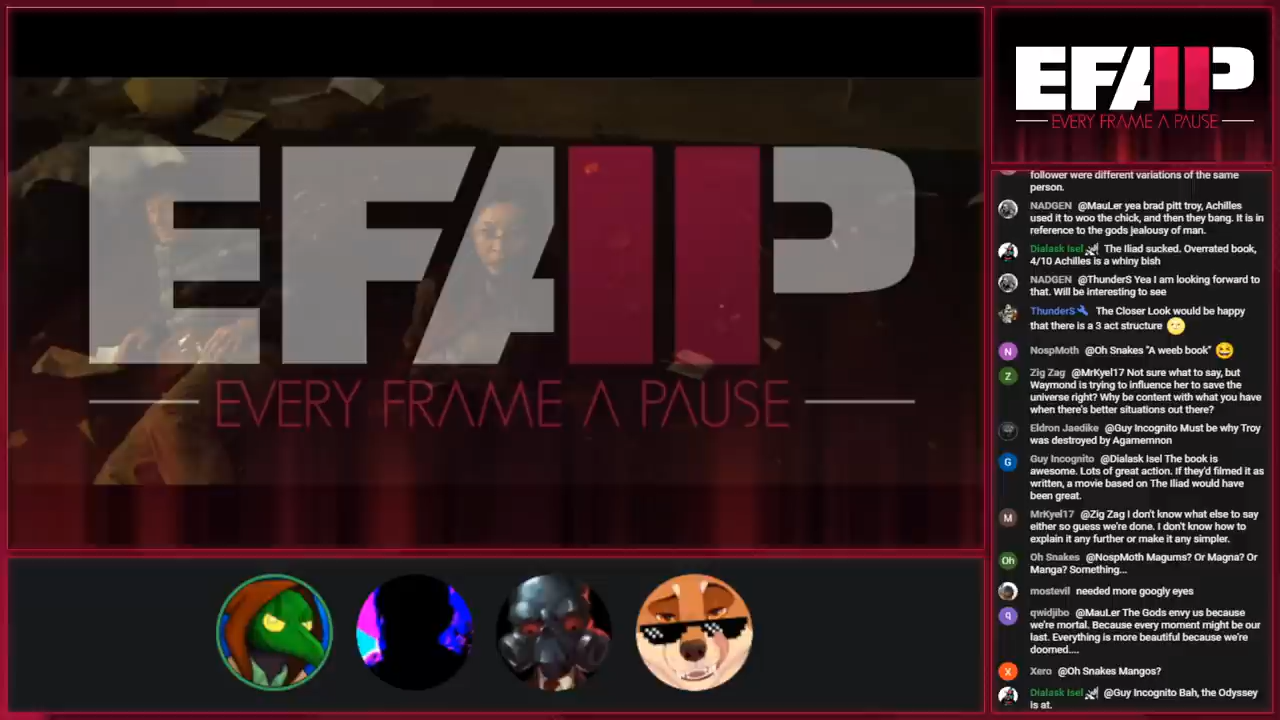 EFAP
EVERY FRAME A PAUSE
EFAP
EVERY FRAME A PAUSE
follower were different variations of the same
person.
NADGEN @MauLer yea brad pitt troy, Achilles
used it to woo the chick, and then they bang. It is in
reference to the gods jealousy of man.
Dialask Isel The Iliad sucked. Overrated book,
4/10 Achilles is a whiny bish
NADGEN @ThunderS Yea I am looking forward to
that. Will be interesting to see
ThunderS The Closer Look would be happy
that there is a 3 act structure 🌝
N NospMoth @Oh Snakes "A weeb book" 😆
Z Zig Zag @MrKyel17 Not sure what to say, but
Waymond is trying to influence her to save the
universe right? Why be content with what you have
when there's better situations out there?
Eldron Jaedike @Guy Incognito Must be why Troy
was destroyed by Agamemnon
G Guy Incognito @Dialask Isel The book is
awesome. Lots of great action. If they'd filmed it as
written, a movie based on The Iliad would have
been great.
M MrKyel17 @Zig Zag I don't know what else to say
either so guess we're done. I don't know how to
explain it any further or make it any simpler.
Oh Oh Snakes @NospMoth Magums? Or Magna? Or
Manga? Something...
mostevil needed more googly eyes
q qwidjibo @MauLer The Gods envy us because
we're mortal. Because every moment might be our
last. Everything is more beautiful because we're
doomed....
X Xero @Oh Snakes Mangos?
Dialask Isel @Guy Incognito Bah, the Odyssey
is at.